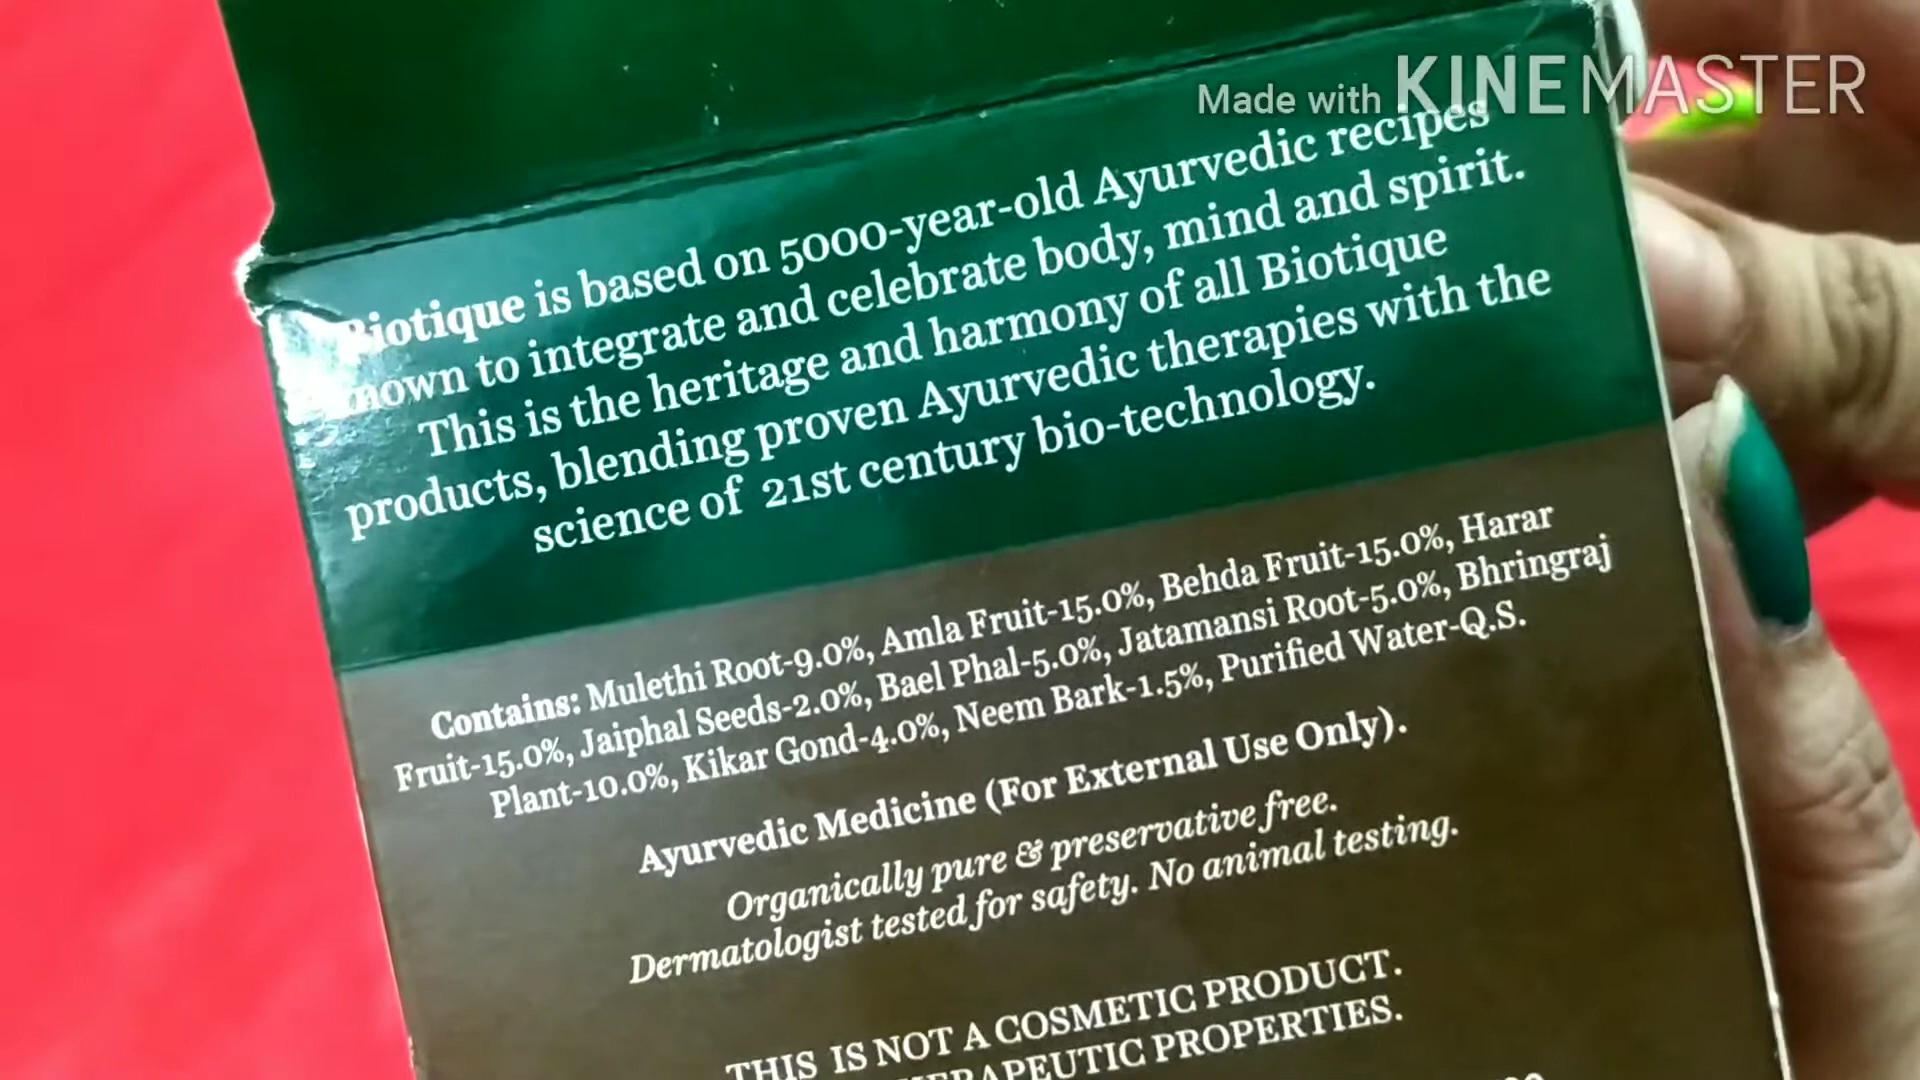 Made with KINEMASTER
Biotique is based on 5000-year-old Ayurvedic recipes
known to integrate and celebrate body, mind and spirit.
This is the heritage and harmony of all Biotique
products, blending proven Ayurvedic therapies with the
science of 21st century bio-technology.
Contains: Mulethi Root-9.0%, Amla Fruit-15.0%, Behda Fruit-15.0%, Harar
Fruit-15.0%, Jaiphal Seeds-2.0%, Bael Phal-5.0%, Jatamansi Root-5.0%, Bhringraj
Plant-10.0%, Kikar Gond-4.0%, Neem Bark-1.5%, Purified Water-Q.S.
Ayurvedic Medicine (For External Use Only).
Organically pure & preservative free.
Dermatologist tested for safety. No animal testing.
THIS IS NOT A COSMETIC PRODUCT.
THERAPEUTIC PROPERTIES.